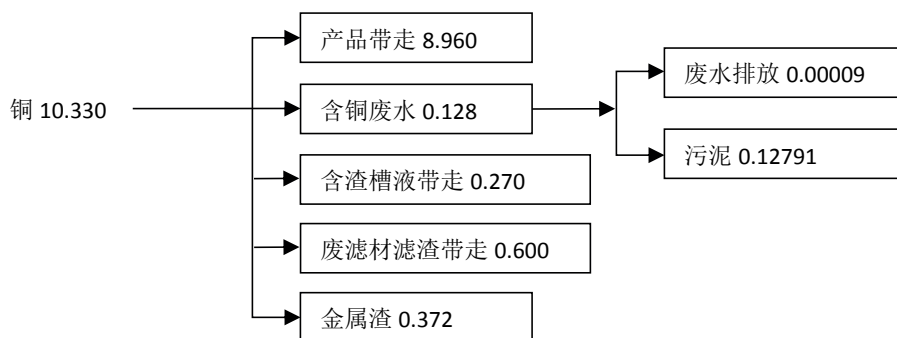 产品带走 8.960
废水排放 0.00009
铜 10.330
含铜废水 0.128
污泥 0.12791
含渣槽液带走 0.270
废滤材滤渣带走 0.600
金属渣 0.372